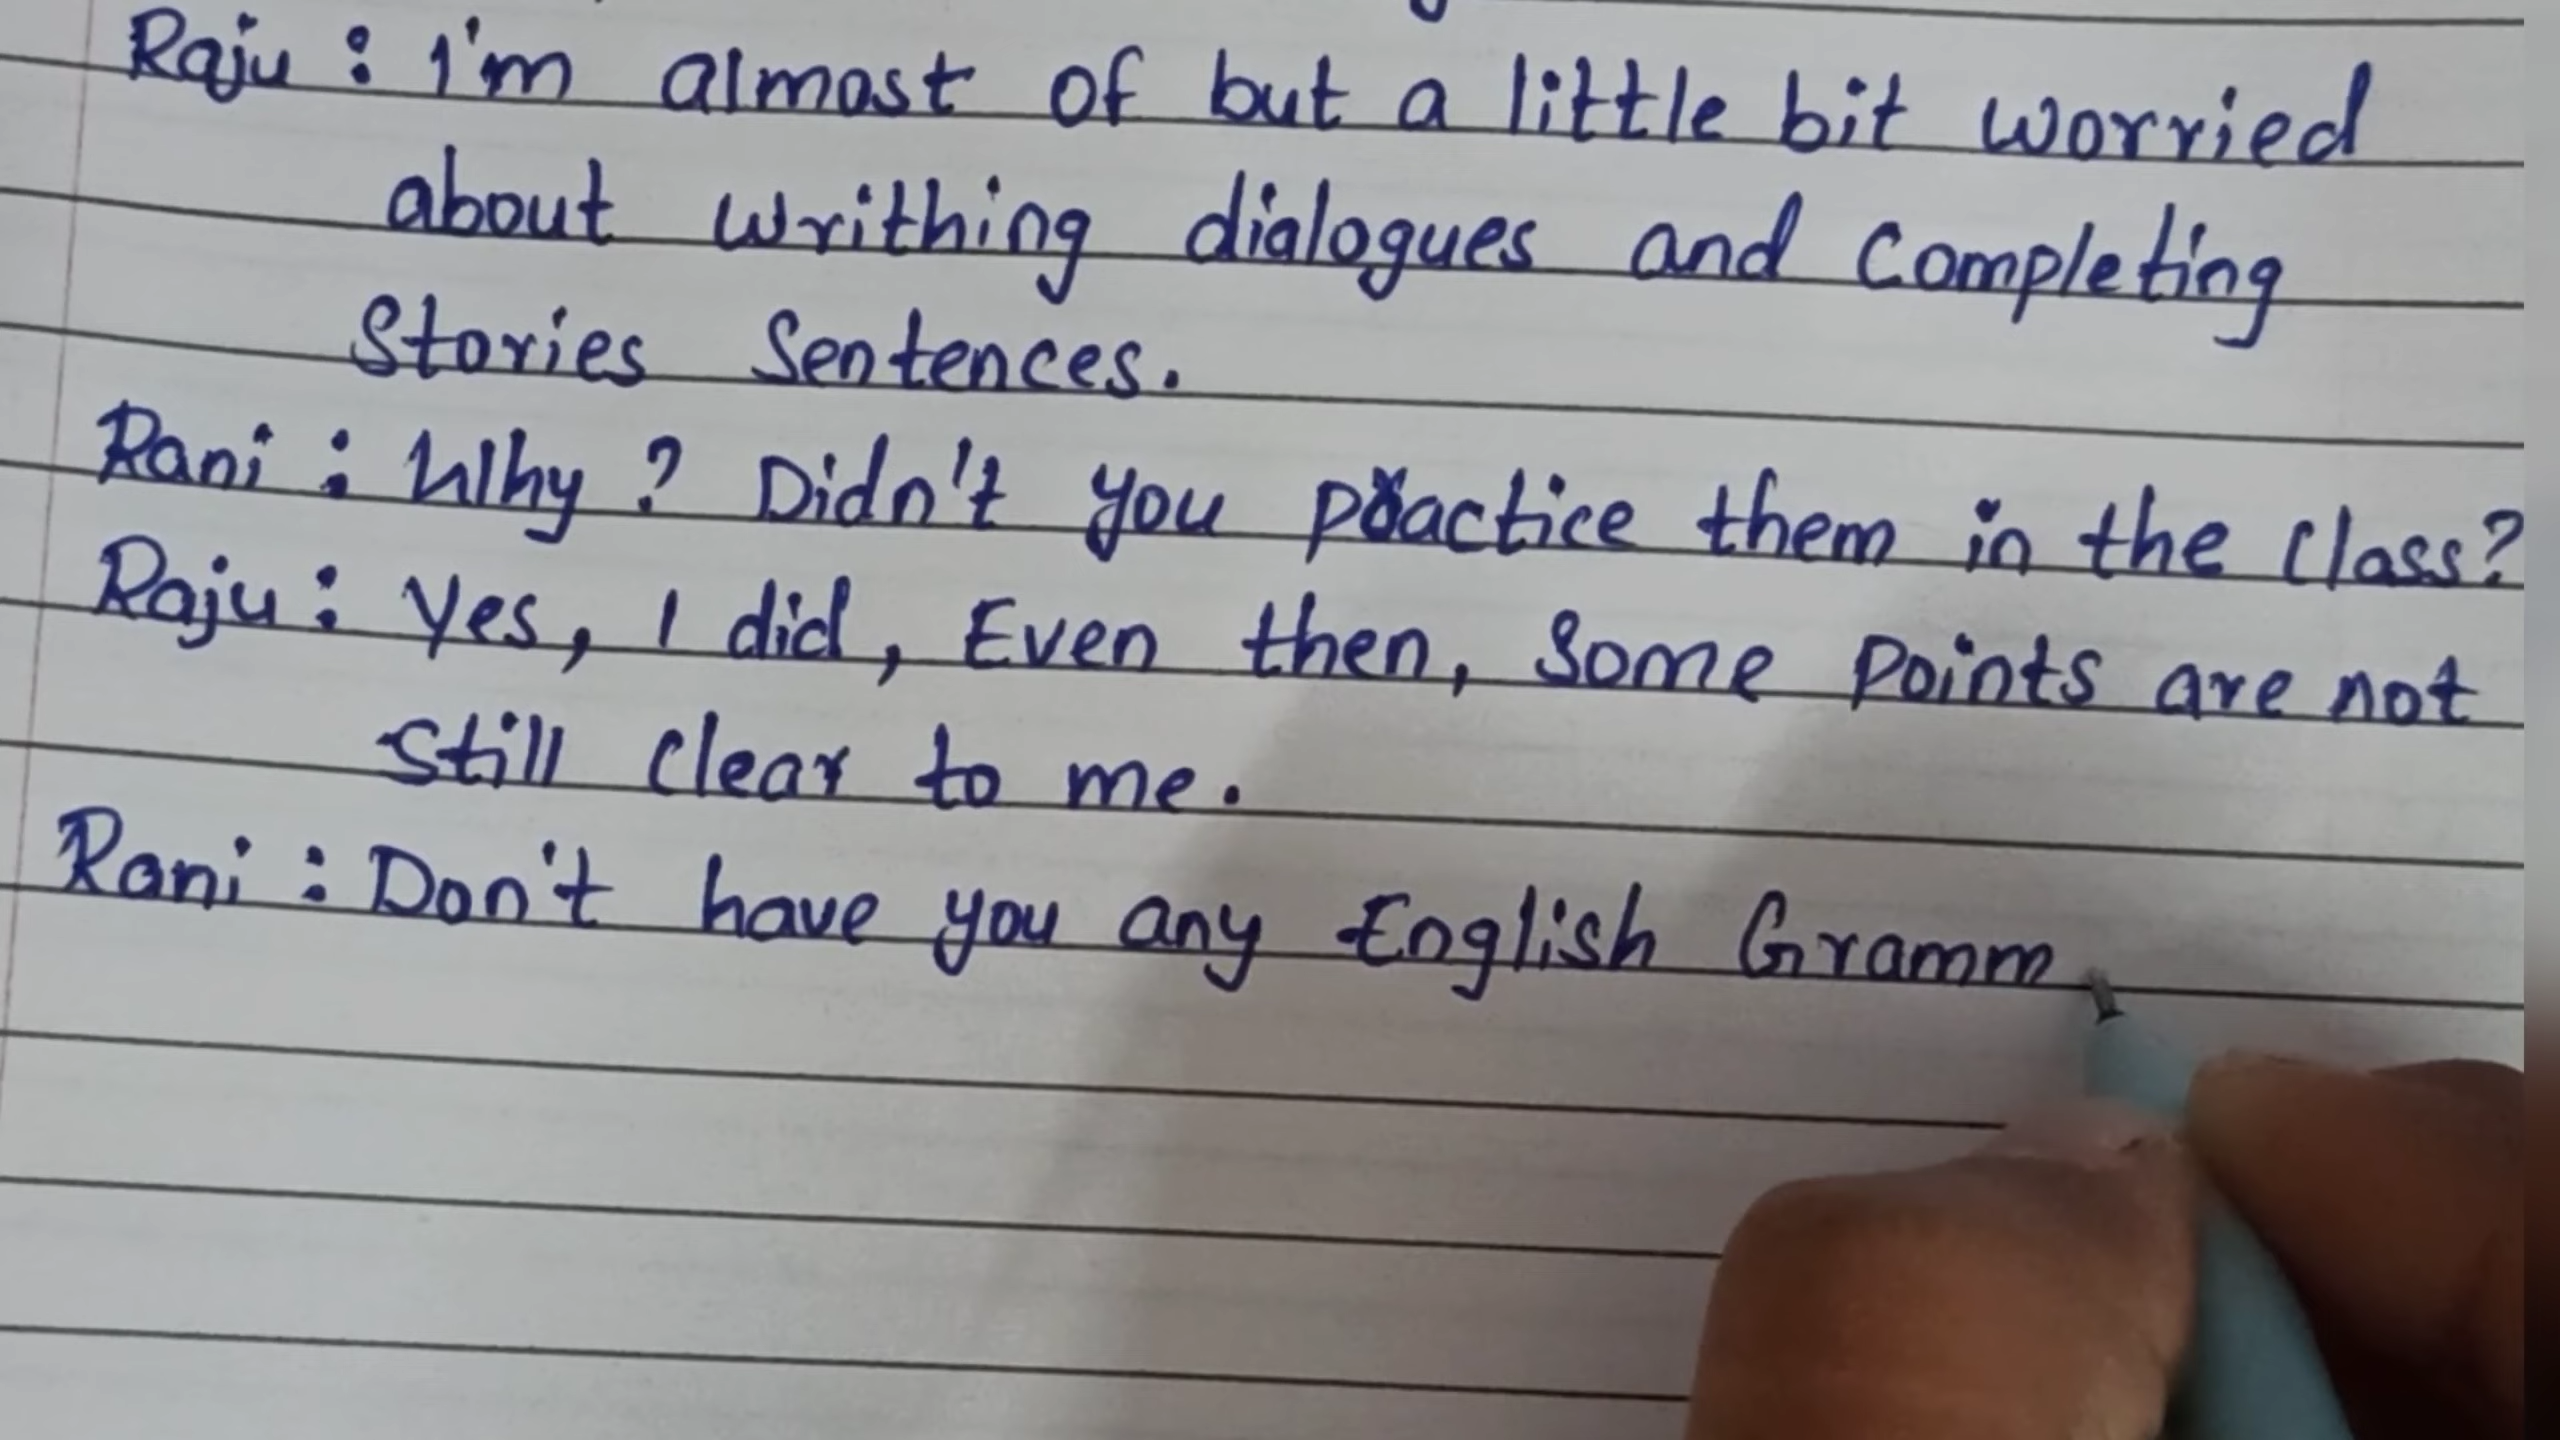 Raju : I'm almost of but a little bit worried
about writhing dialogues and completing
Stories Sentences.
Rani : Why ? Didn't you practice them in the class?
Raju : Yes, I did, Even then, Some points are not
Still clear to me.
Rani : Don't have you any English Gramm